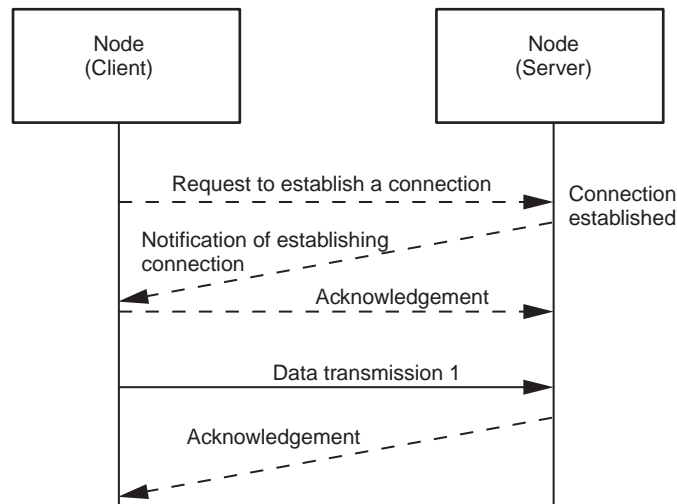 Node
(Client)
Node
(Server)
Request to establish a connection
Connection
established
Notification of establishing
connection
Acknowledgement
Data transmission 1
Acknowledgement